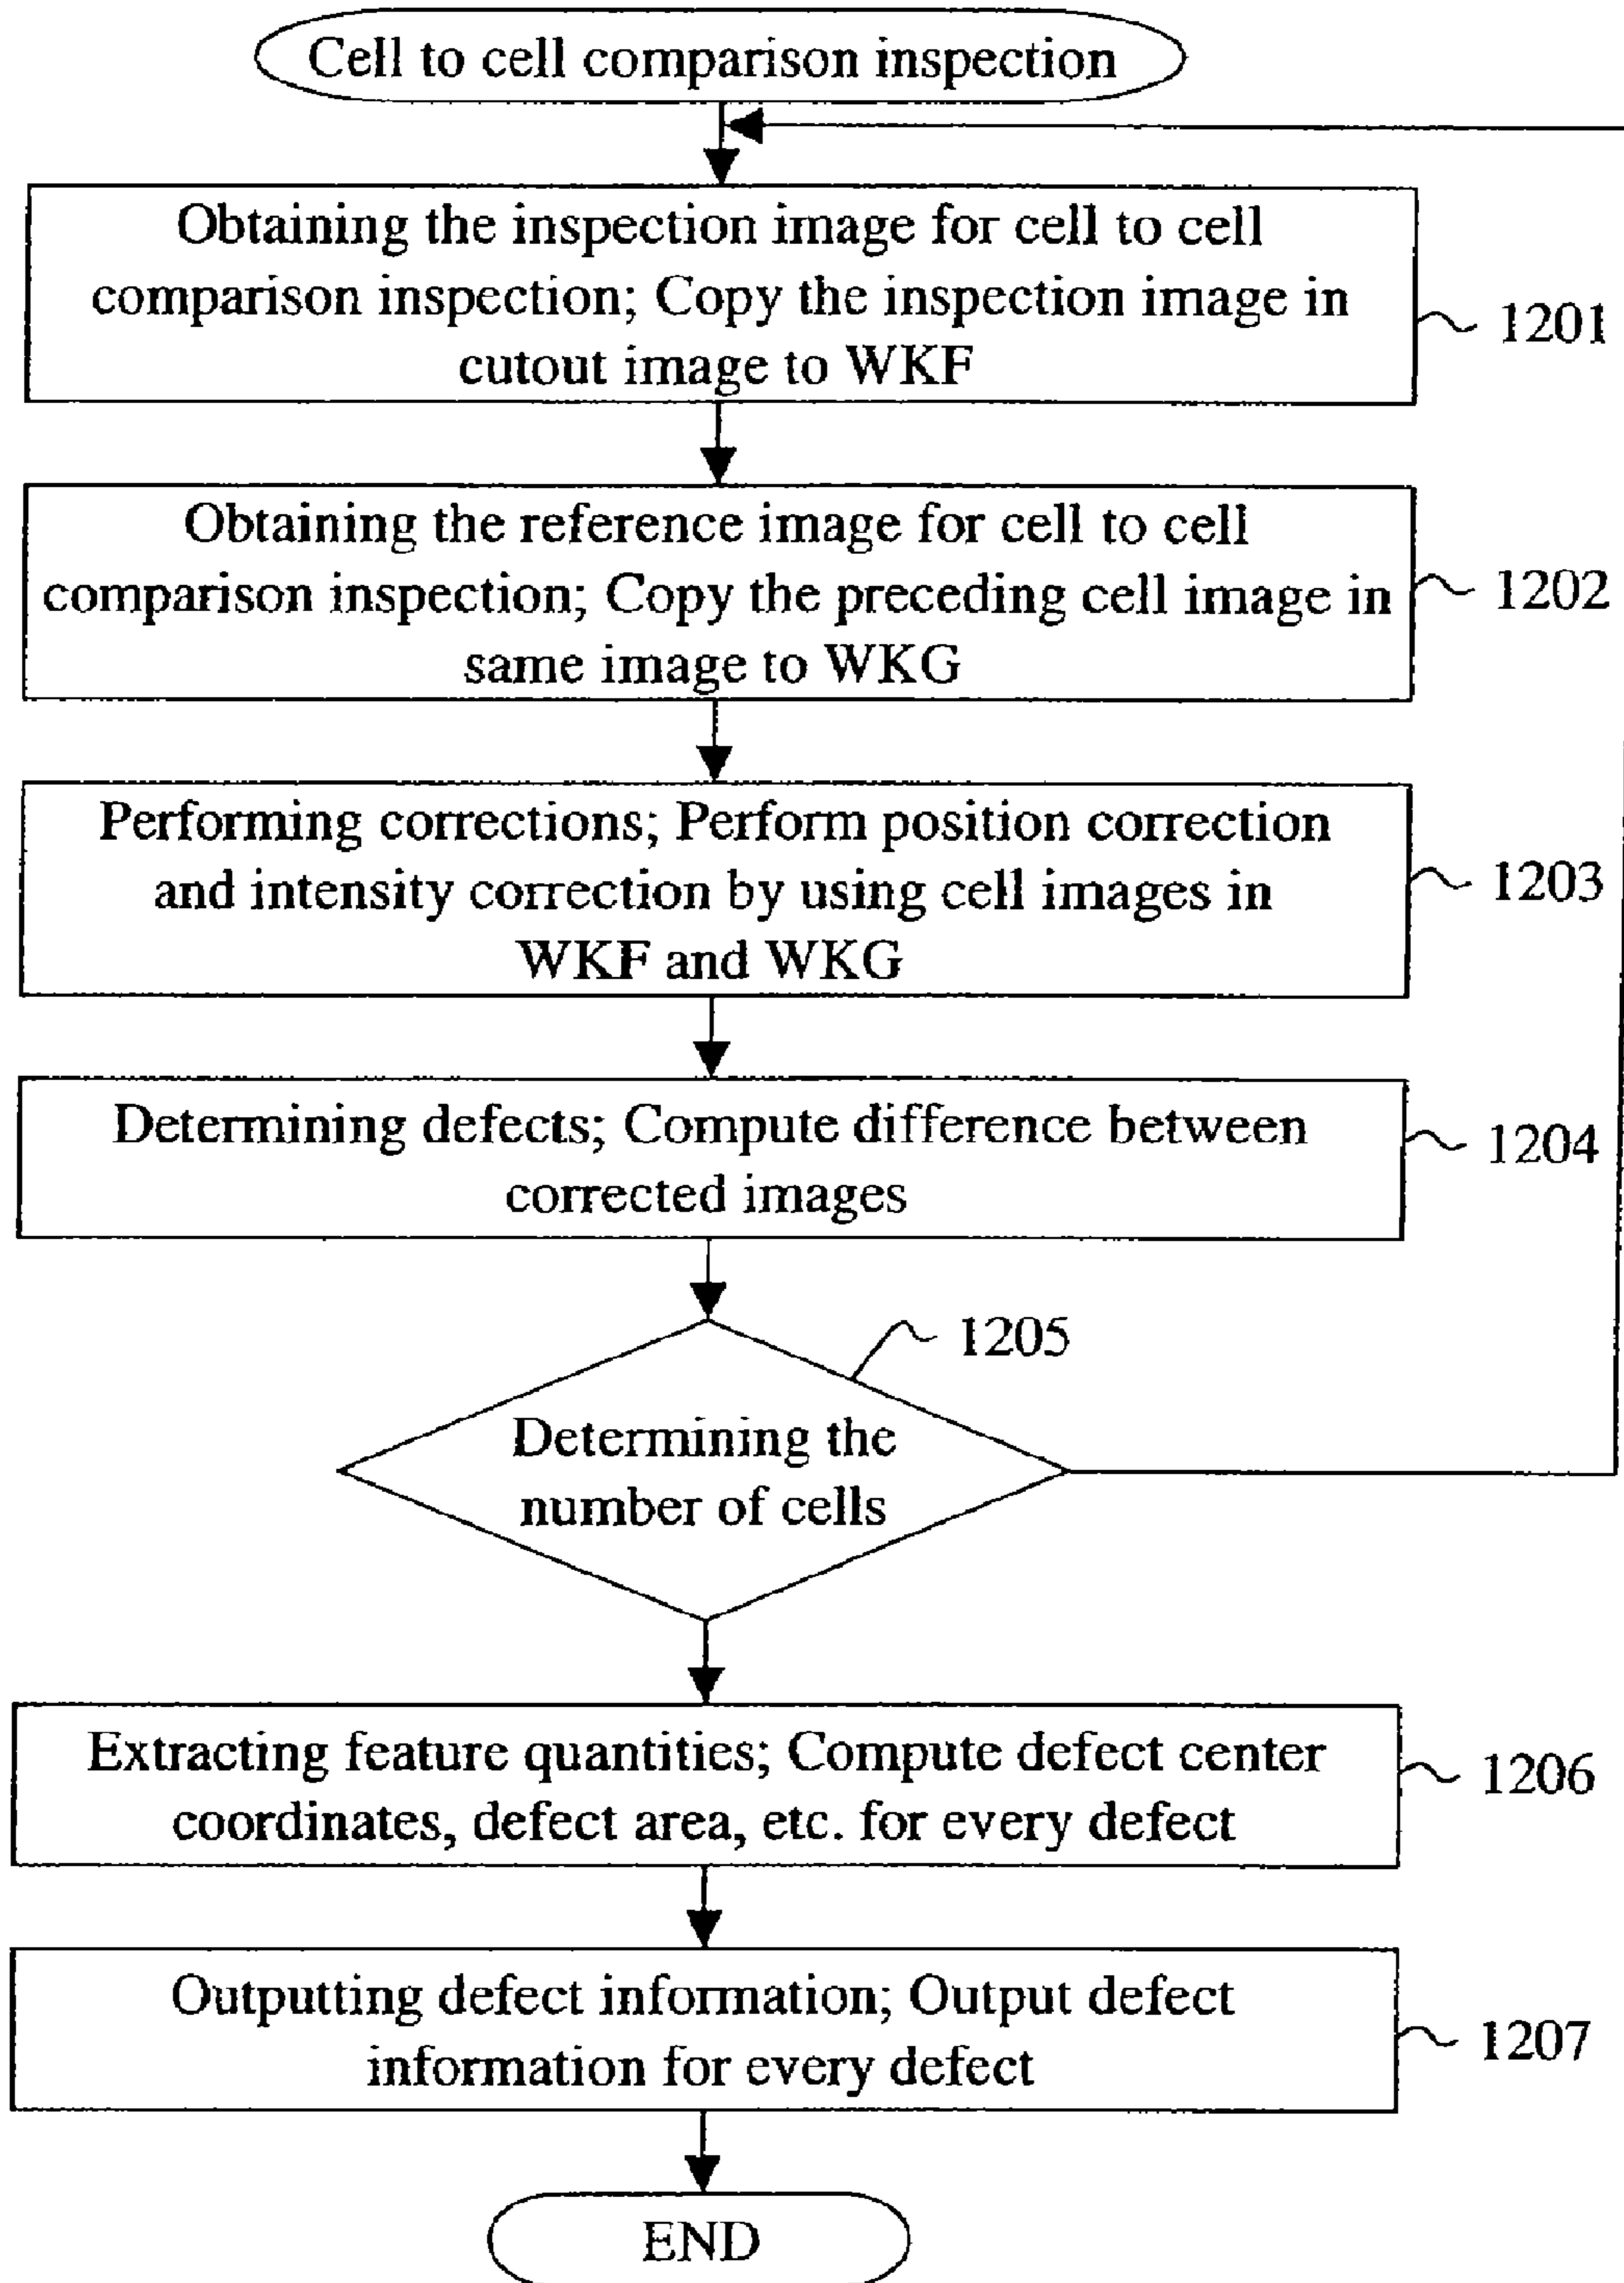 Cell to cell comparison inspection
Obtaining the inspection image for cell to cell
comparison inspection; Copy the inspection image in
cutout image to WKF
1201
Obtaining the reference image for cell to cell
comparison inspection; Copy the preceding cell image in
same image to WKG
1202
Performing corrections; Perform position correction
and intensity correction by using cell images in
WKF and WKG
1203
Determining defects; Compute difference between
corrected images
1204
1205
Determining the
number of cells
Extracting feature quantities; Compute defect center
coordinates, defect area, etc. for every defect
1206
Outputting defect information; Output defect
information for every defect
1207
END